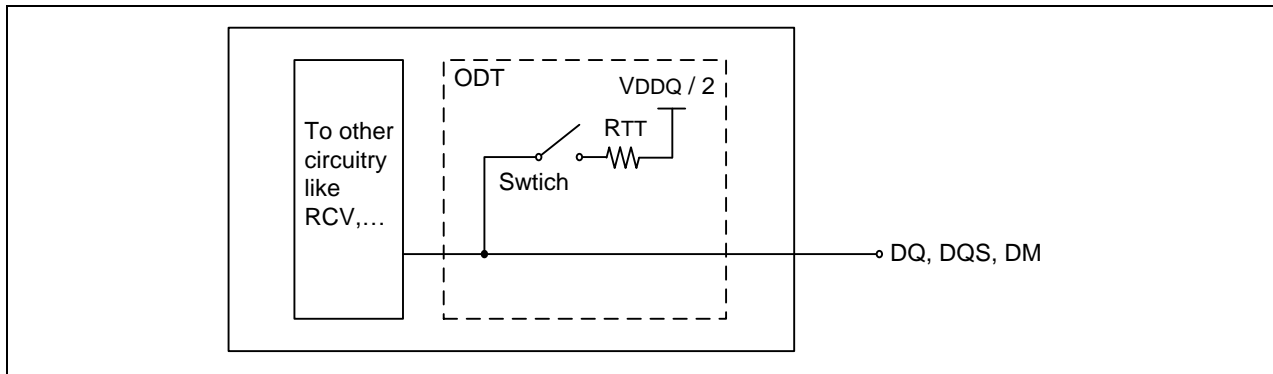 ODT
VDDQ / 2
RTT
Swtich
To other
circuitry
like
RCV,...
DQ, DQS, DM